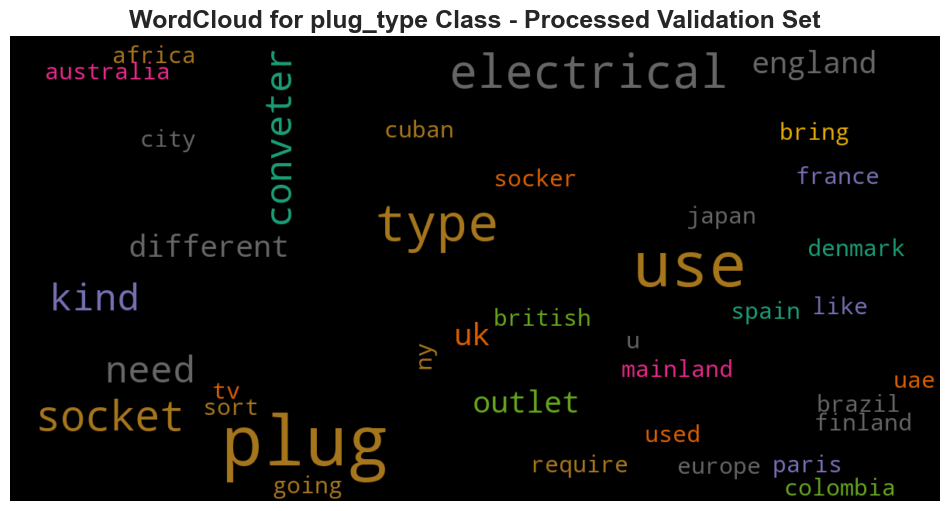 WordCloud for plug_type Class - Processed Validation Set
africa
australia
conveter
electrical
england
city
cuban
bring
socker
france
type
japan
different
use
denmark
kind
british
spain
like
uk
u
ny
need
mainland
tv
uae
sort
socket
outlet
brazil
finland
plug
used
require
europe
paris
going
colombia